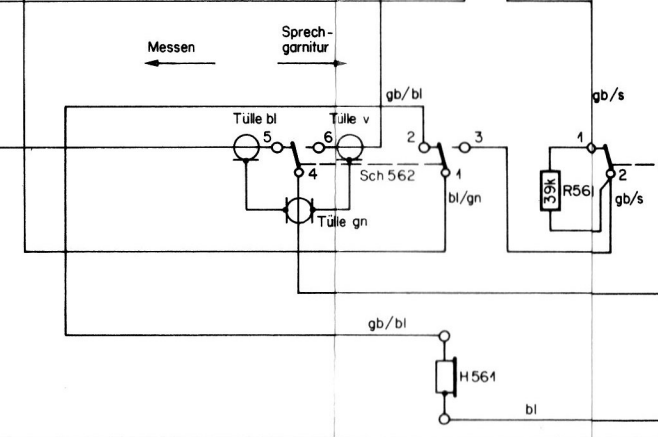 Sprech-
garnitur
Messen
gb/bl
gb/s
Tülle bl
Tülle v
5
6
2
3
1
4
Sch 562
1
2
39k
R561
bl/gn
gb/s
Tülle gn
gb/bl
H 561
bl